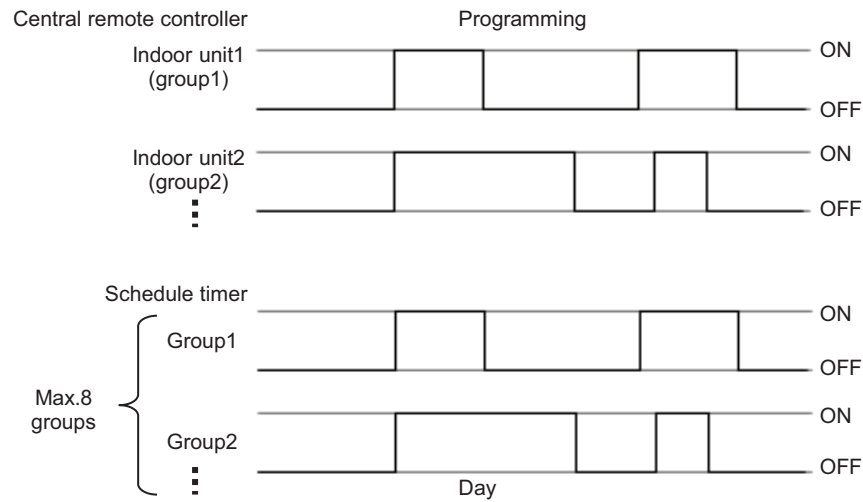 Central remote controller
Programming
Indoor unit1
(group1)
ON
OFF
Indoor unit2
(group2)
ON
OFF
Schedule timer
Max.8
groups
Group1
ON
OFF
Group2
ON
OFF
Day